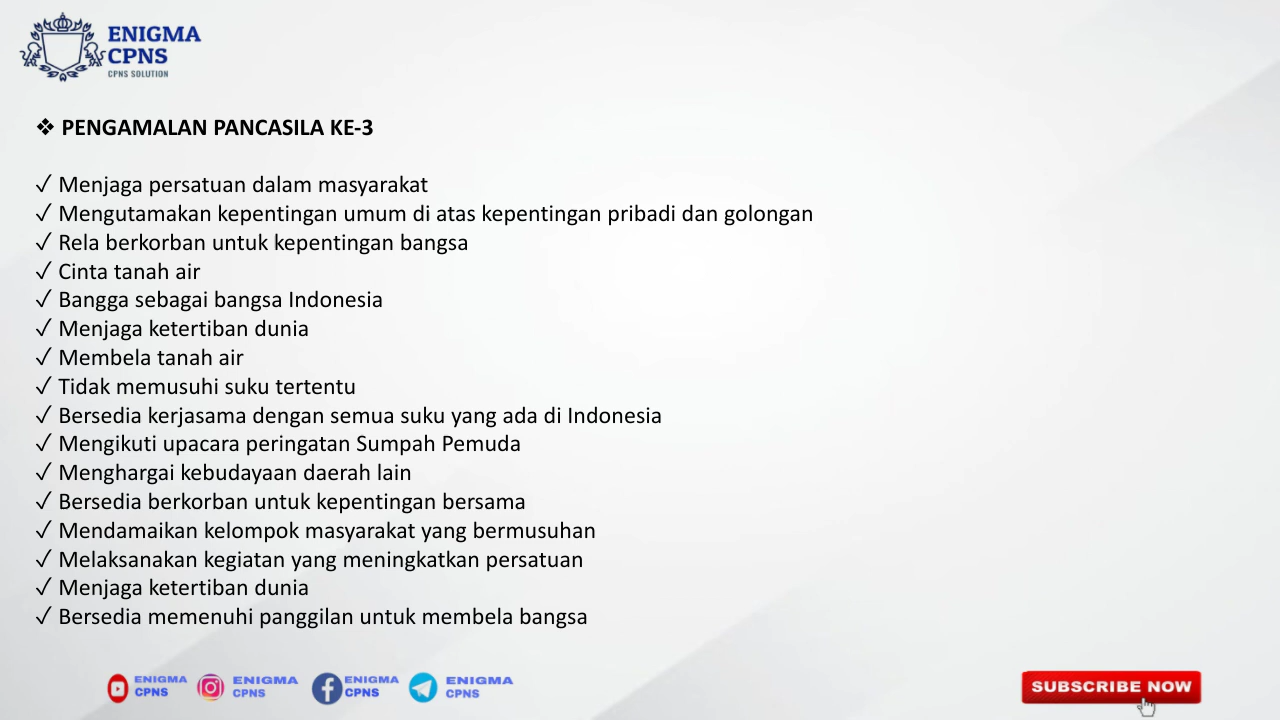 ENIGMA
CPNS
CPNS SOLUTION
❖ PENGAMALAN PANCASILA KE-3
✓ Menjaga persatuan dalam masyarakat
✓ Mengutamakan kepentingan umum di atas kepentingan pribadi dan golongan
✓ Rela berkorban untuk kepentingan bangsa
✓ Cinta tanah air
✓ Bangga sebagai bangsa Indonesia
✓ Menjaga ketertiban dunia
✓ Membela tanah air
✓ Tidak memusuhi suku tertentu
✓ Bersedia kerjasama dengan semua suku yang ada di Indonesia
✓ Mengikuti upacara peringatan Sumpah Pemuda
✓ Menghargai kebudayaan daerah lain
✓ Bersedia berkorban untuk kepentingan bersama
✓ Mendamaikan kelompok masyarakat yang bermusuhan
✓ Melaksanakan kegiatan yang meningkatkan persatuan
✓ Menjaga ketertiban dunia
✓ Bersedia memenuhi panggilan untuk membela bangsa
ENIGMA
CPNS
ENIGMA
CPNS
ENIGMA
CPNS
ENIGMA
CPNS
SUBSCRIBE NOW